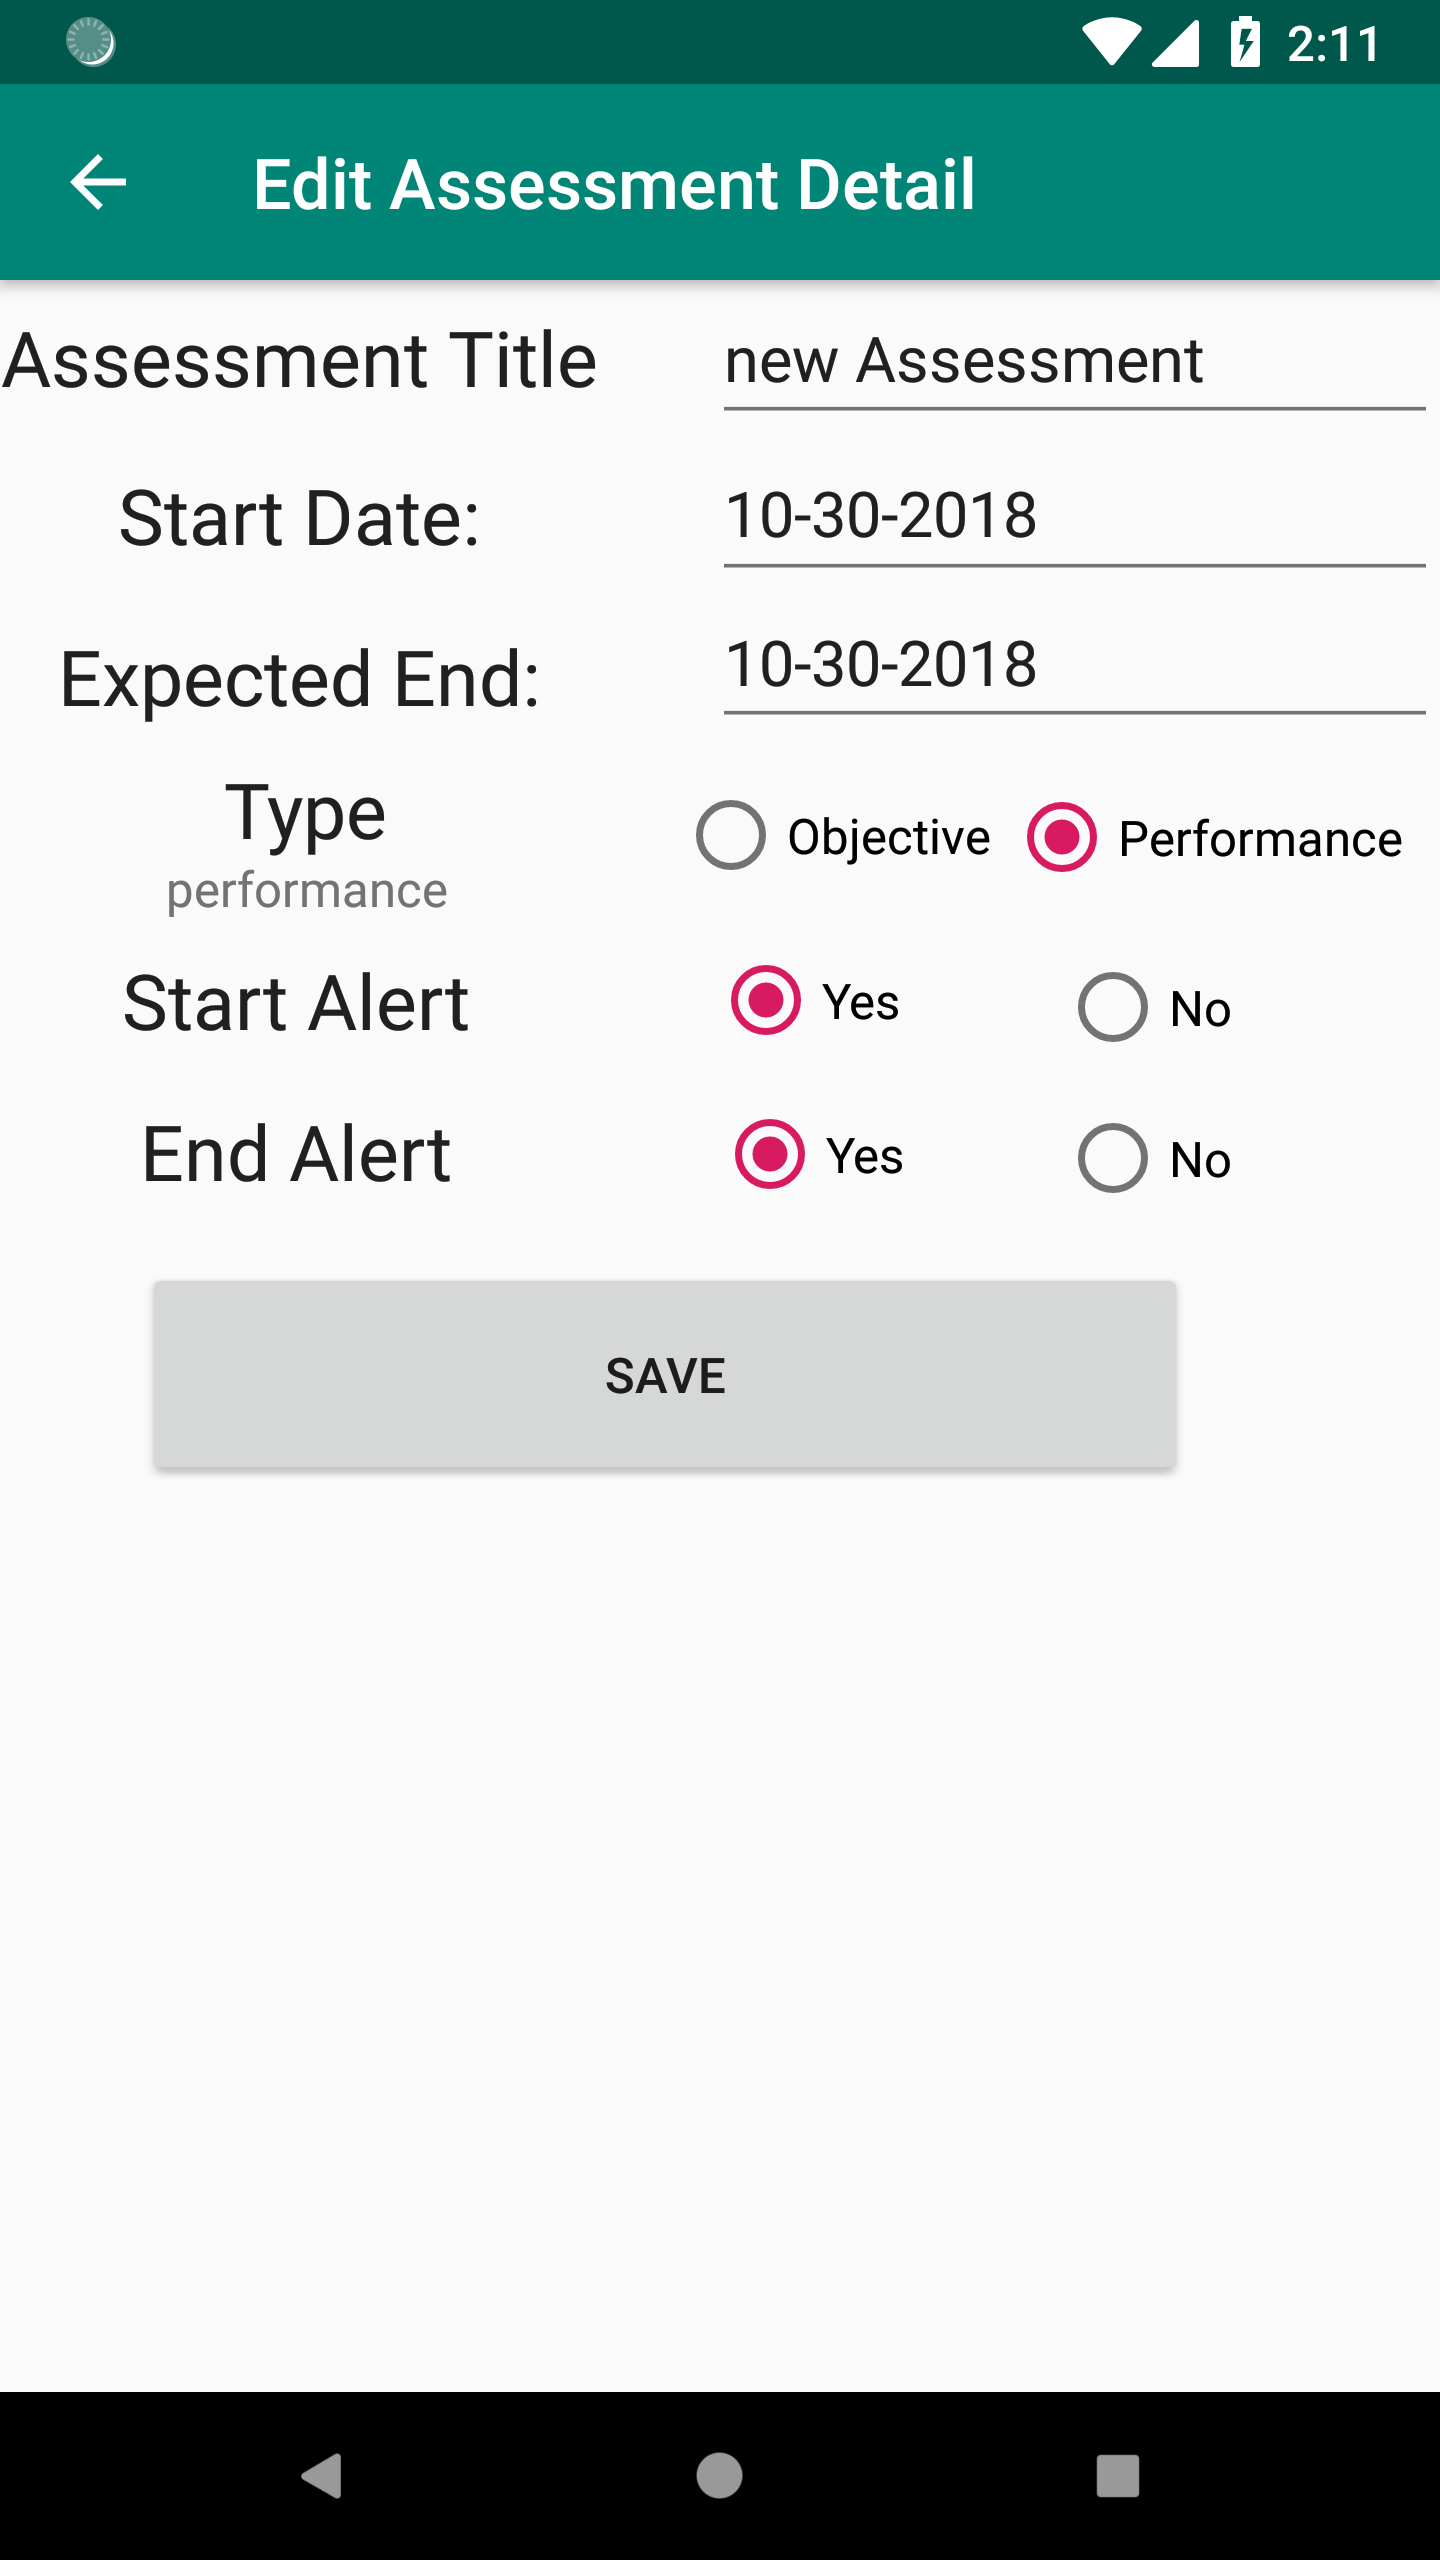 2:11
Edit Assessment Detail
Assessment Title new Assessment
Start Date: 10-30-2018
Expected End: 10-30-2018
Type Objective Performance
performance
Start Alert Yes No
End Alert Yes No
SAVE